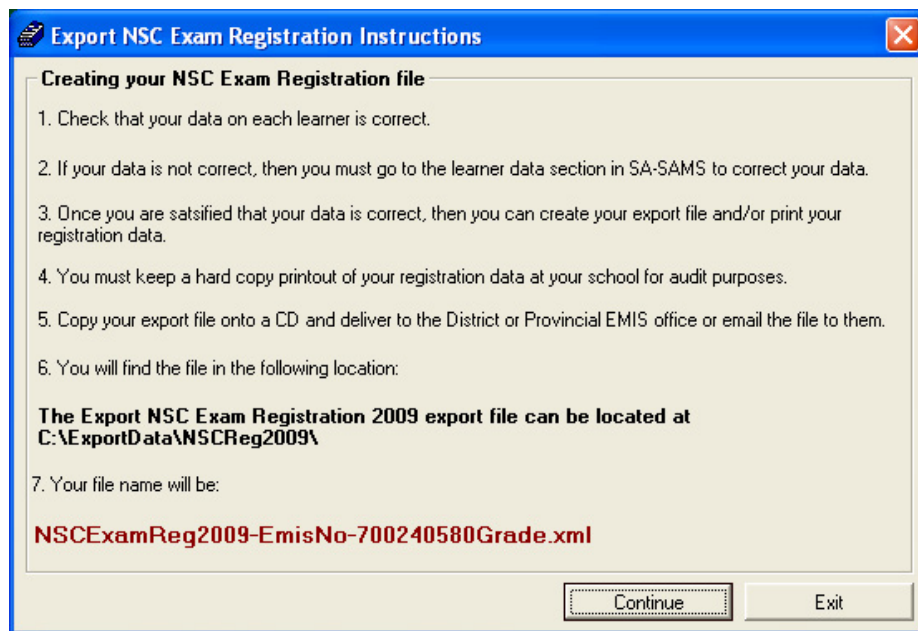 Export NSC Exam Registration Instructions
Creating your NSC Exam Registration file
1. Check that your data on each learner is correct.
2. If your data is not correct, then you must go to the learner data section in SA-SAMS to correct your data.
3. Once you are satsified that your data is correct, then you can create your export file and/or print your
registration data.
4. You must keep a hard copy printout of your registration data at your school for audit purposes.
5. Copy your export file onto a CD and deliver to the District or Provincial EMIS office or email the file to them.
6. You will find the file in the following location:
The Export NSC Exam Registration 2009 export file can be located at
C:\ExportData\NSCReg2009\
7. Your file name will be:
NSCExamReg2009-EmisNo-700240580Grade.xml
Continue Exit